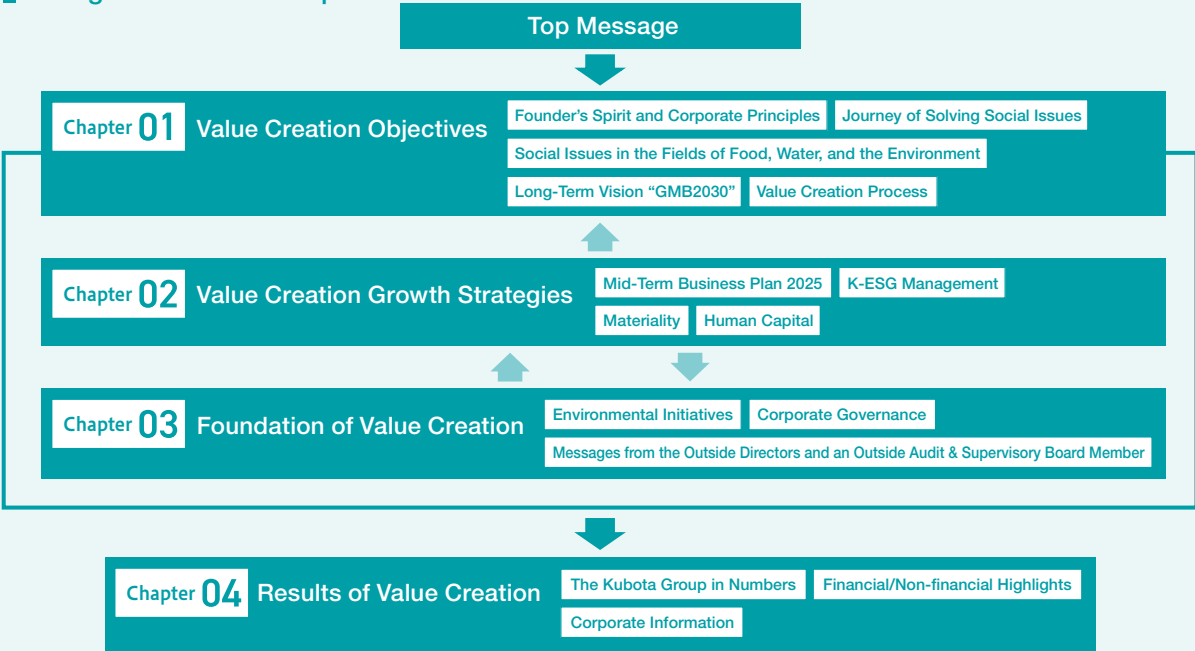 Top Message
Chapter 01 Value Creation Objectives
Founder's Spirit and Corporate Principles
Journey of Solving Social Issues
Social Issues in the Fields of Food, Water, and the Environment
Long-Term Vision “GMB2030”
Value Creation Process
Chapter 02 Value Creation Growth Strategies
Mid-Term Business Plan 2025
K-ESG Management
Materiality
Human Capital
Chapter 03 Foundation of Value Creation
Environmental Initiatives
Corporate Governance
Messages from the Outside Directors and an Outside Audit & Supervisory Board Member
Chapter 04 Results of Value Creation
The Kubota Group in Numbers
Financial/Non-financial Highlights
Corporate Information